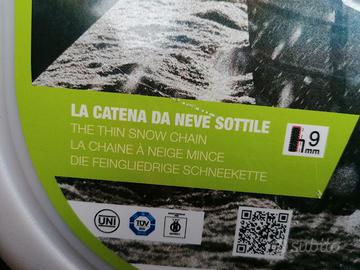 LA CATENA DA NEVE SOTTILE
THE THIN SNOW CHAIN
LA CHAINE À NEIGE MINCE
DIE FEINGLIEDRIGE SCHNEEKETTE
9
mm
UNI
TÜV
subito